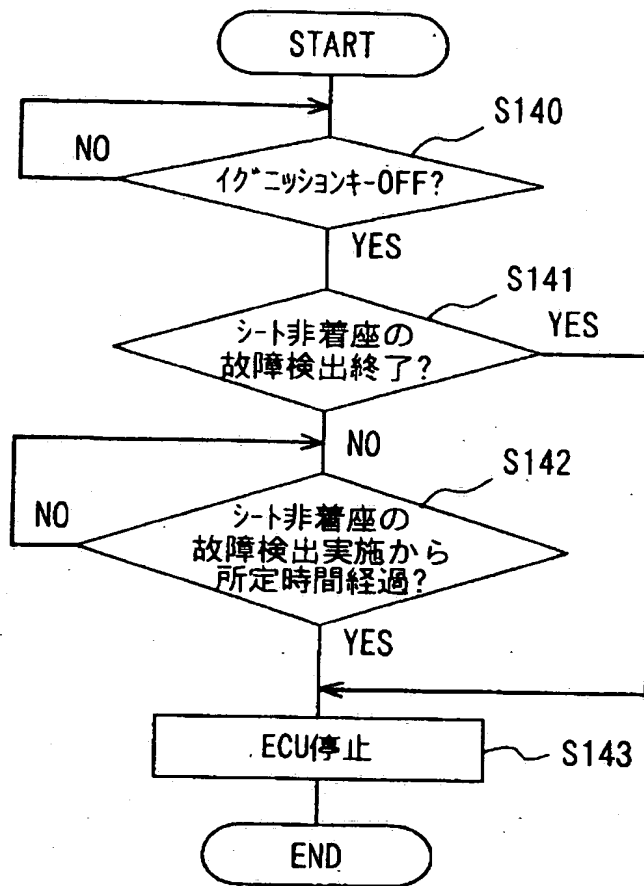 START
S140
NO
イグニッションキーOFF?
YES
S141
シート非着座の
故障検出終了?
YES
NO
S142
NO
シート非着座の
故障検出実施から
所定時間経過?
YES
ECU停止
S143
END